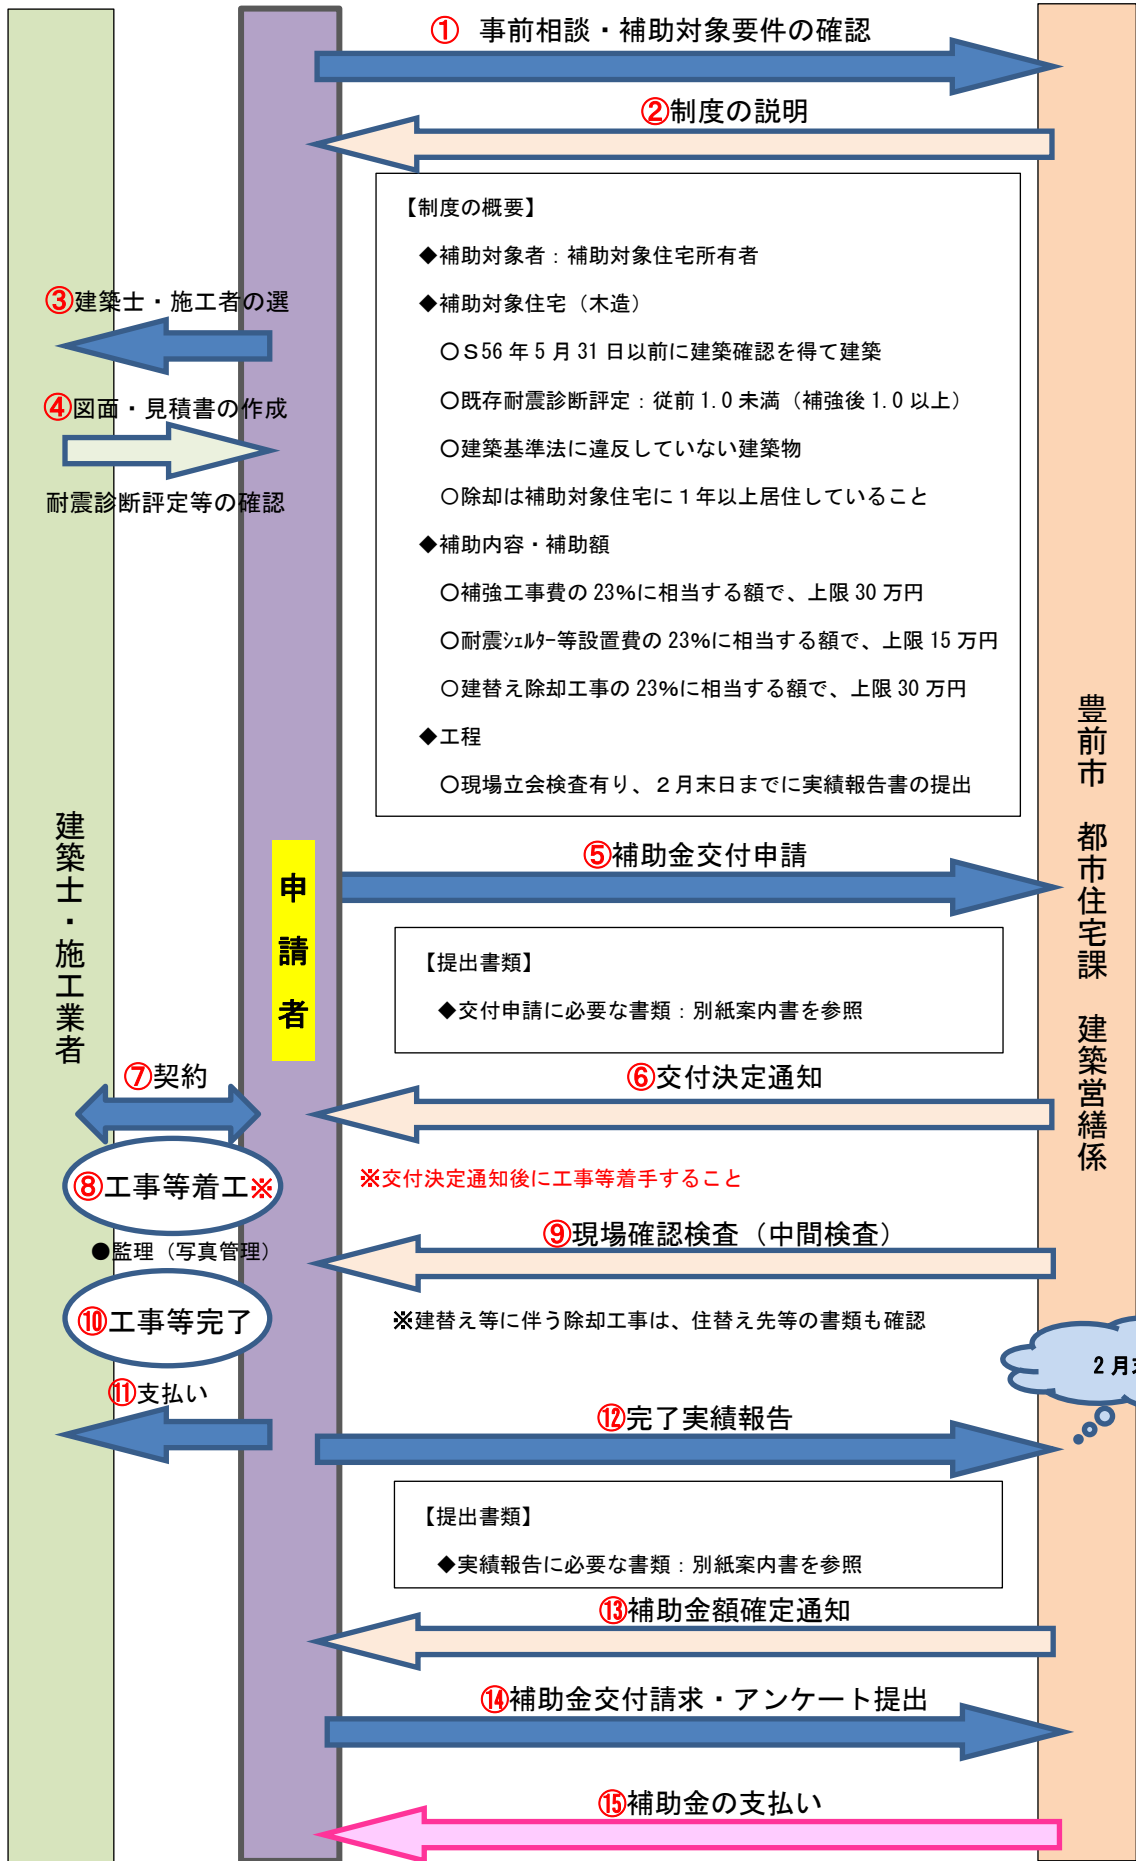 ① 事前相談・補助対象要件の確認
②制度の説明
【制度の概要】
◆補助対象者：補助対象住宅所有者
◆補助対象住宅（木造）
○Ｓ56年5月31日以前に建築確認を得て建築
○既存耐震診断評定：従前1.0未満（補強後1.0以上）
○建築基準法に違反していない建築物
○除却は補助対象住宅に１年以上居住していること
◆補助内容・補助額
○補強工事費の23%に相当する額で、上限30万円
○耐震ｼｪﾙﾀｰ等設置費の23%に相当する額で、上限15万円
○建替え除却工事の23%に相当する額で、上限30万円
◆工程
○現場立会検査有り、２月末日までに実績報告書の提出
③建築士・施工者の選
④図面・見積書の作成
耐震診断評定等の確認
建築士・施工業者
申請者
豊前市　都市住宅課　建築営繕係
⑤補助金交付申請
【提出書類】
◆交付申請に必要な書類：別紙案内書を参照
⑥交付決定通知
⑦契約
⑧工事等着工※
※交付決定通知後に工事等着手すること
⑨現場確認検査（中間検査）
●監理（写真管理）
⑩工事等完了
※建替え等に伴う除却工事は、住替え先等の書類も確認
2月
⑪支払い
⑫完了実績報告
【提出書類】
◆実績報告に必要な書類：別紙案内書を参照
⑬補助金額確定通知
⑭補助金交付請求・アンケート提出
⑮補助金の支払い